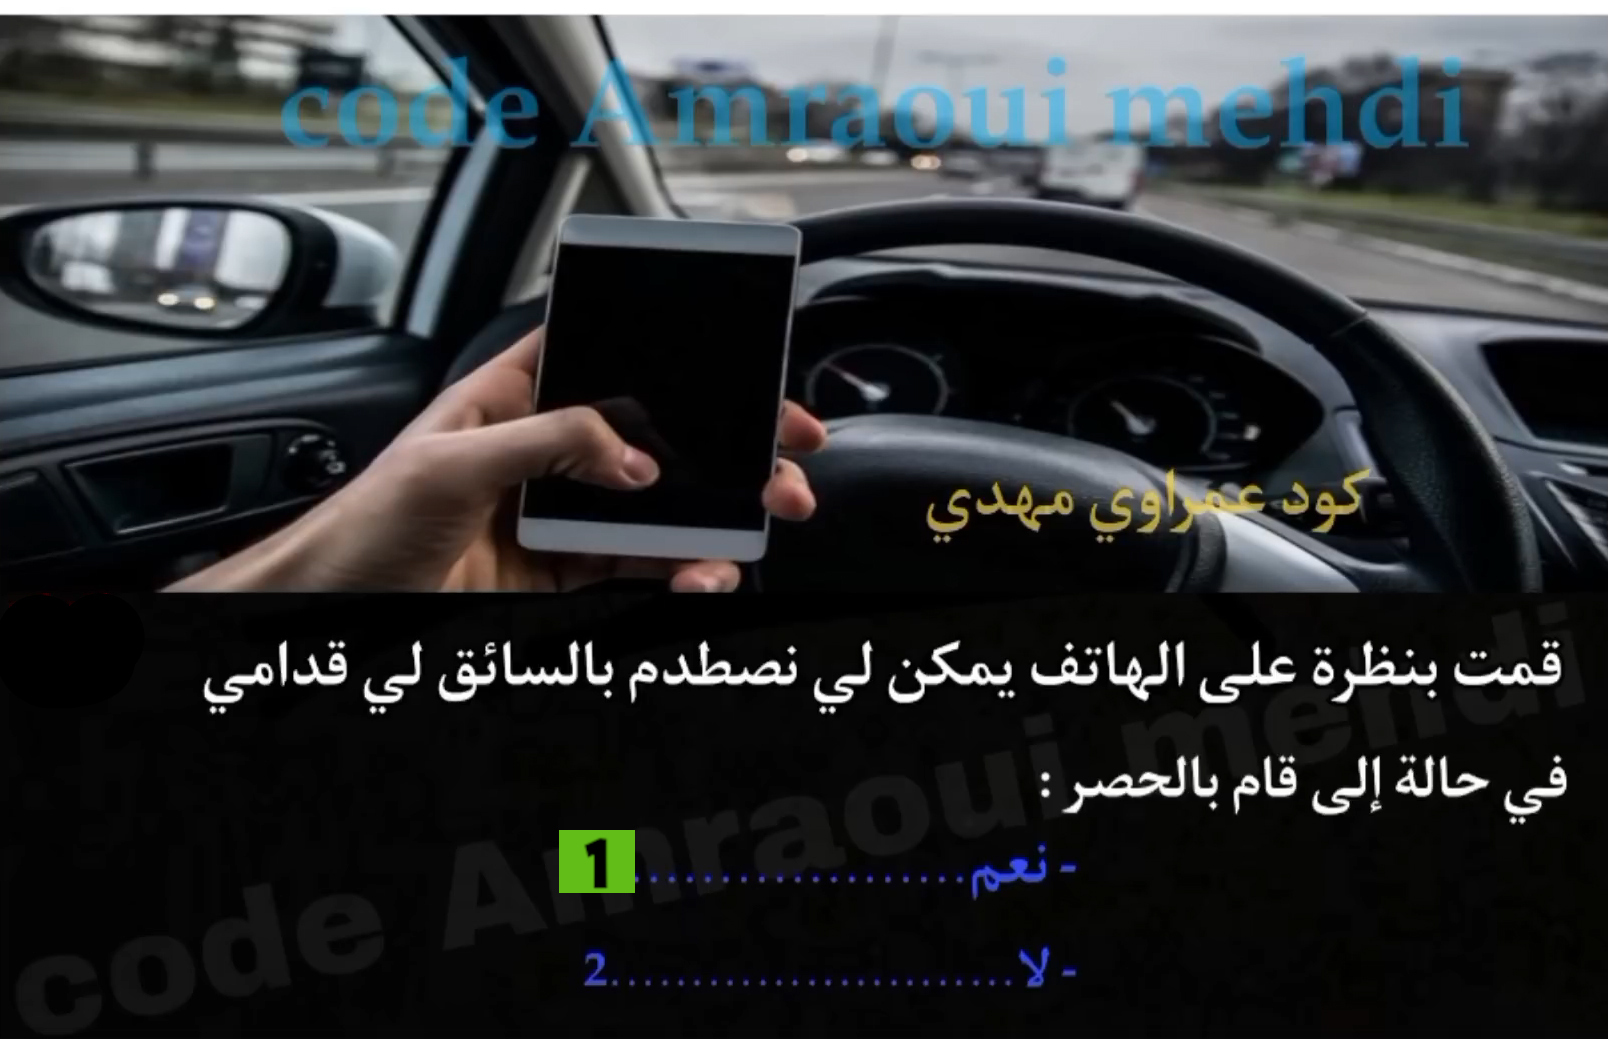 code Amraoui mehdi
كود عمراوي مهدي
قمت بنظرة على الهاتف يمكن لي نصطدم بالسائق لي قدامي
في حالة إلى قام بالحصر :
- نعم....................1
- لا.........................2
code Amraoui mehdi